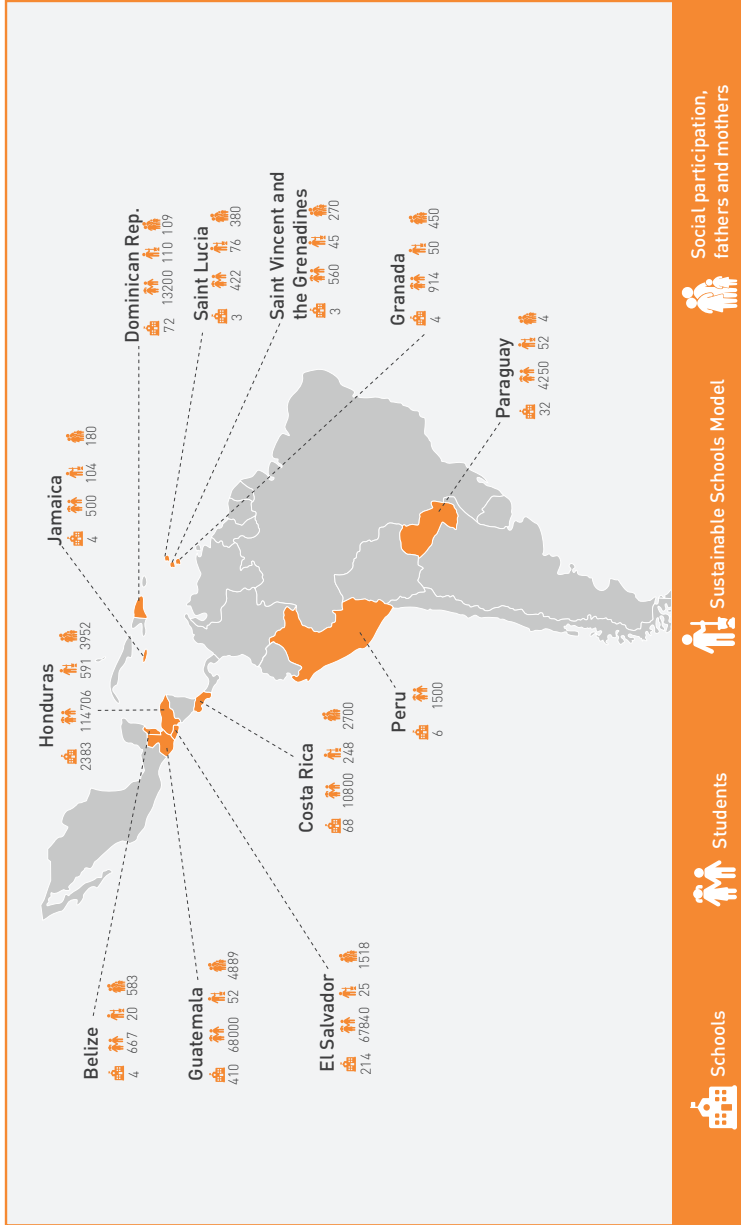 Belize
4 667 20 583
Guatemala
410 68000 52 4889
El Salvador
214 67840 25 1518
Honduras
2383 114706 591 3952
Costa Rica
68 10800 248 2700
Peru
6 1500
Jamaica
4 500 104 180
Dominican Rep.
72 13200 110 109
Saint Lucia
3 422 76 380
Saint Vincent and
the Grenadines
3 560 45 270
Granada
4 914 50 450
Paraguay
32 4250 52 4
Schools
Students
Sustainable Schools Model
Social participation,
fathers and mothers